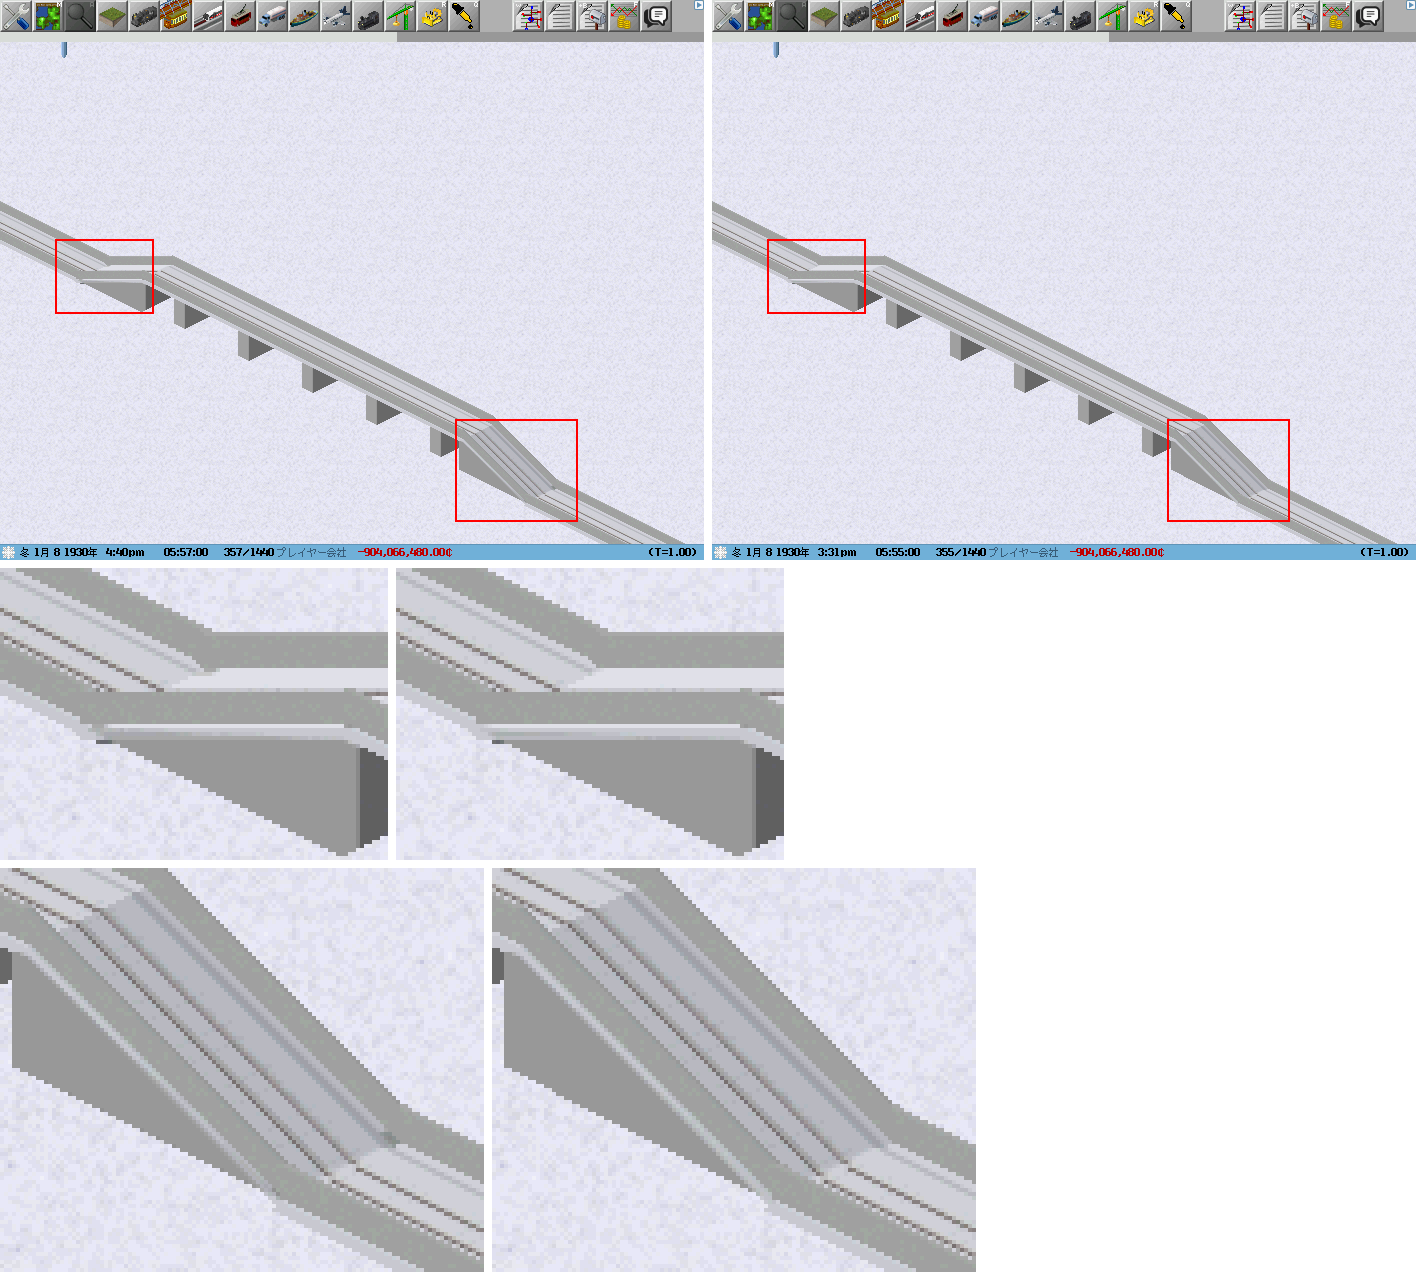 冬 1月 8 1930年 4:40pm 05:57:00 357/1440 プレイヤー会社 -904,066,480.00¢ (T=1.00)
冬 1月 8 1930年 3:31pm 05:55:00 355/1440 プレイヤー会社 -904,066,480.00¢ (T=1.00)